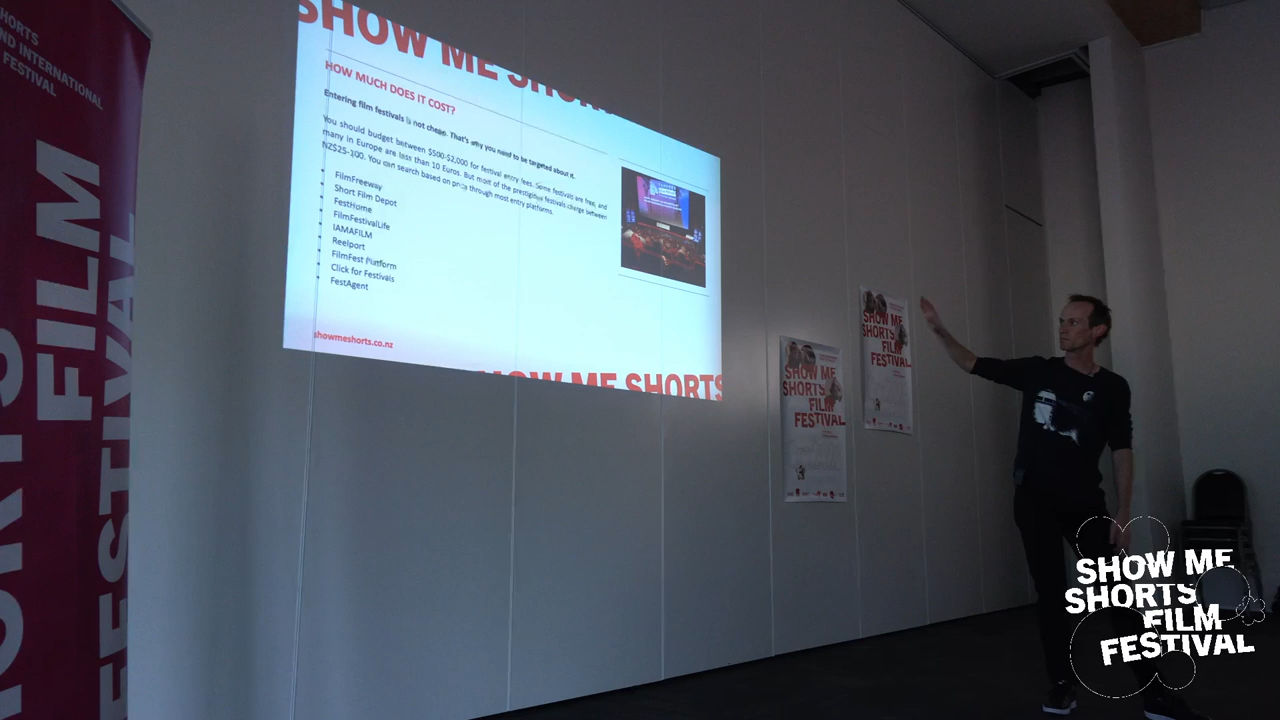 SHORTS
ND INTERNATIONAL
FESTIVAL
SHORTS
FILM
FESTIVAL
SHOW ME SHORTS
HOW MUCH DOES IT COST?
Entering film festivals is not cheap. That's why you need to be targeted about it.
You should budget between $500-$2,000 for festival entry fees. Some festivals are free, and
many in Europe are less than 10 Euros. But most of the prestigious festivals charge between
NZ$25-100. You can search based on price through most entry platforms.
FilmFreeway
Short Film Depot
FestHome
FilmFestivalLife
IAMAFILM
Reelport
FilmFest Platform
Click for Festivals
FestAgent
showmeshorts.co.nz
SHOW ME SHORTS
SHOW ME
SHORTS
FILM
FESTIVAL
SHOW ME
SHORTS
FILM
FESTIVAL
SHOW ME
SHORTS
FILM
FESTIVAL